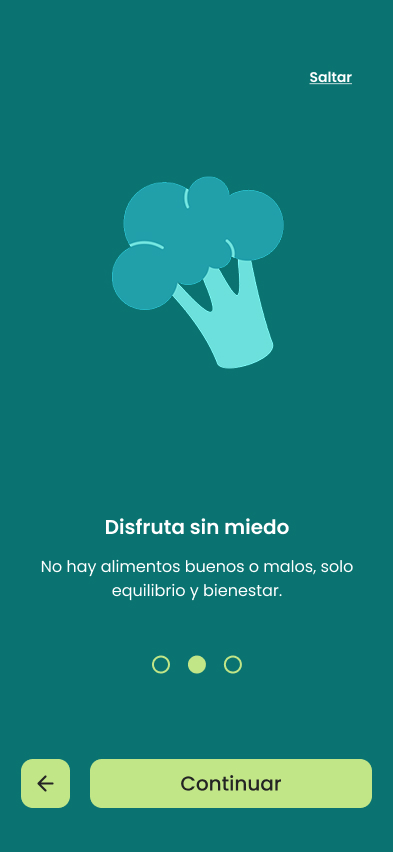 Saltar
Disfruta sin miedo
No hay alimentos buenos o malos, solo
equilibrio y bienestar.
Continuar